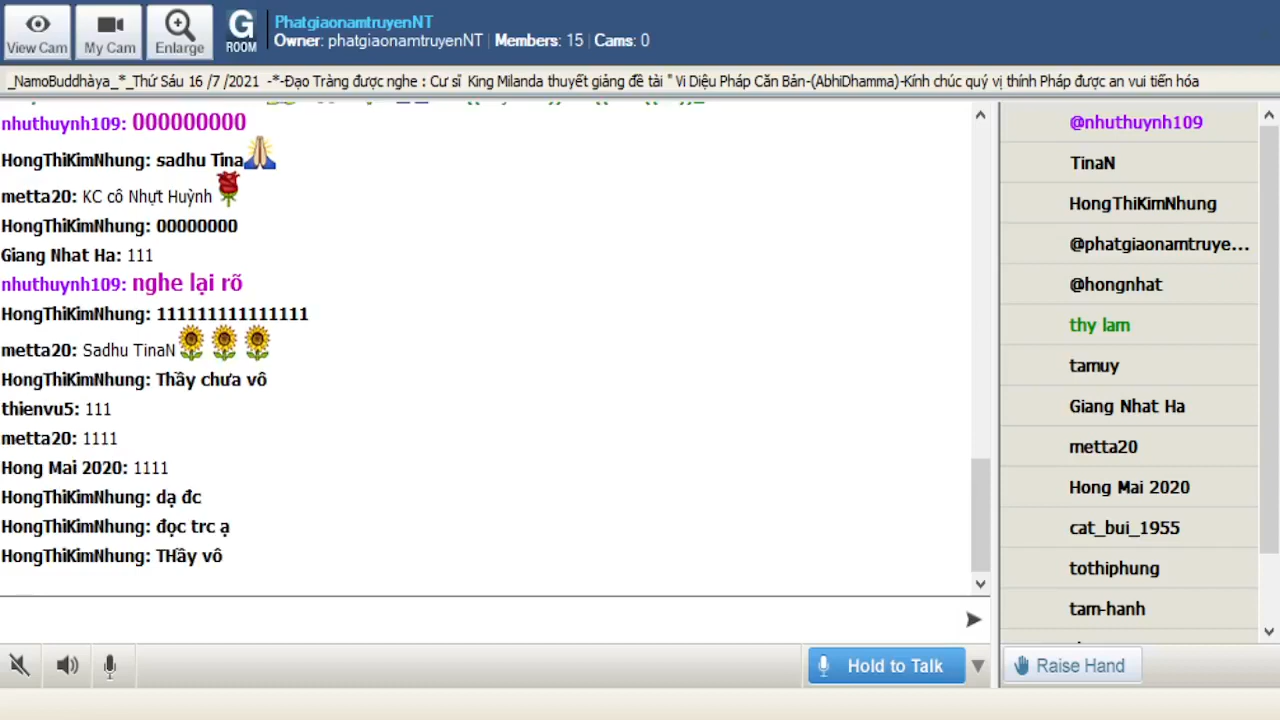 View Cam
My Cam
Enlarge
G
ROOM
PhatgiaonamtruyenNT
Owner: phatgiaonamtruyenNT | Members: 15 | Cams: 0
_NamoBuddhàya_*_Thứ Sáu 16 /7 /2021 -*-Đạo Tràng được nghe : Cư sĩ King Milanda thuyết giảng đề tài " Vi Diệu Pháp Căn Bản-(AbhiDhamma)-Kính chúc quý vị thính Pháp được an vui tiến hóa
nhuthuynh109: 000000000
HongThiKimNhung: sadhu Tina
metta20: KC cô Nhựt Huỳnh
HongThiKimNhung: 00000000
Giang Nhat Ha: 111
nhuthuynh109: nghe lại rõ
HongThiKimNhung: 11111111111111
metta20: Sadhu TinaN
HongThiKimNhung: Thầy chưa vô
thienvu5: 111
metta20: 1111
Hong Mai 2020: 1111
HongThiKimNhung: dạ đc
HongThiKimNhung: đọc trc ạ
HongThiKimNhung: THầy vô
@nhuthuynh109
TinaN
HongThiKimNhung
@phatgiaonamtruye...
@hongnhat
thy lam
tamuy
Giang Nhat Ha
metta20
Hong Mai 2020
cat_bui_1955
tothiphung
tam-hanh
Hold to Talk
Raise Hand